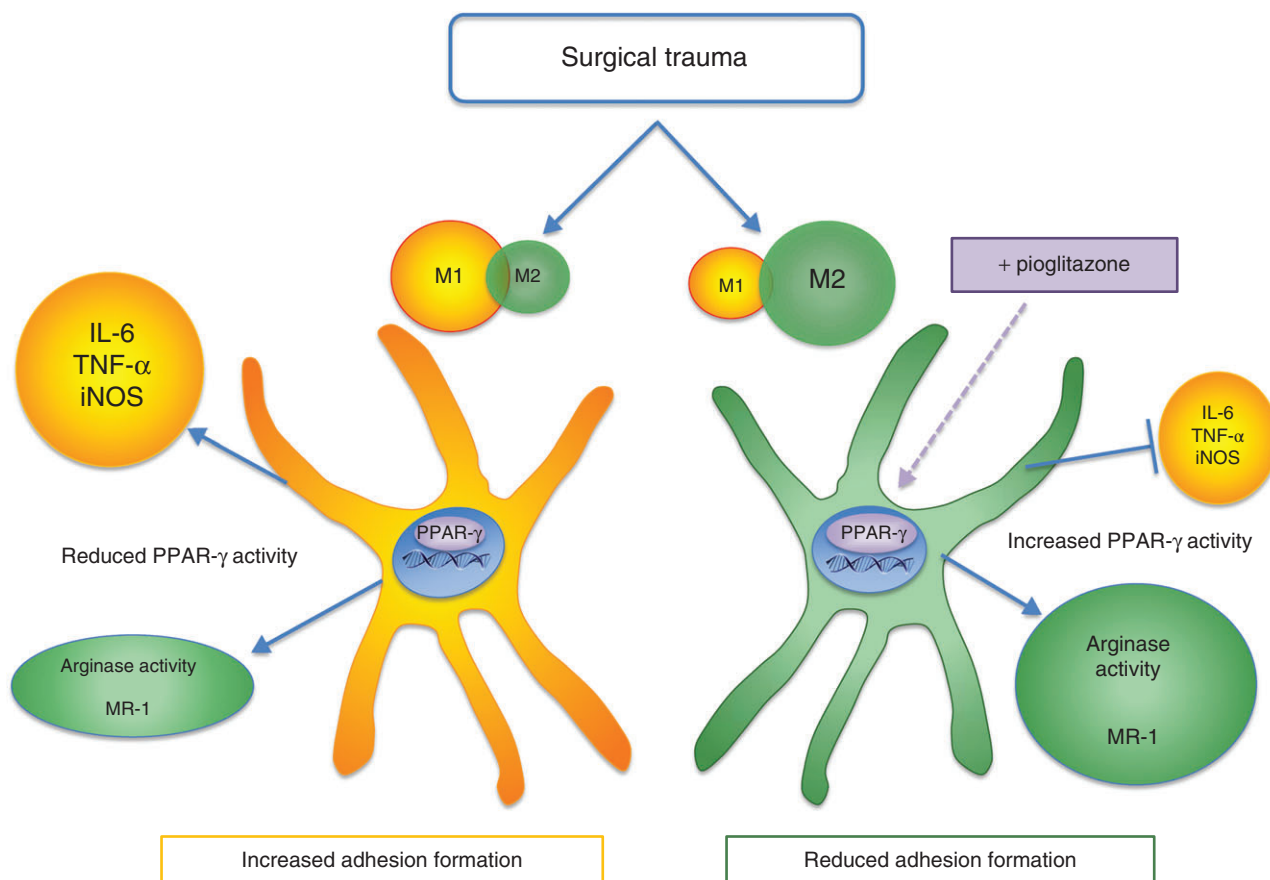 Surgical trauma
M1
M2
M1
M2
+ pioglitazone
IL-6
TNF-α
iNOS
IL-6
TNF-α
iNOS
PPAR-γ
PPAR-γ
Reduced PPAR-γ activity
Increased PPAR-γ activity
Arginase activity
MR-1
Arginase
activity
MR-1
Increased adhesion formation
Reduced adhesion formation